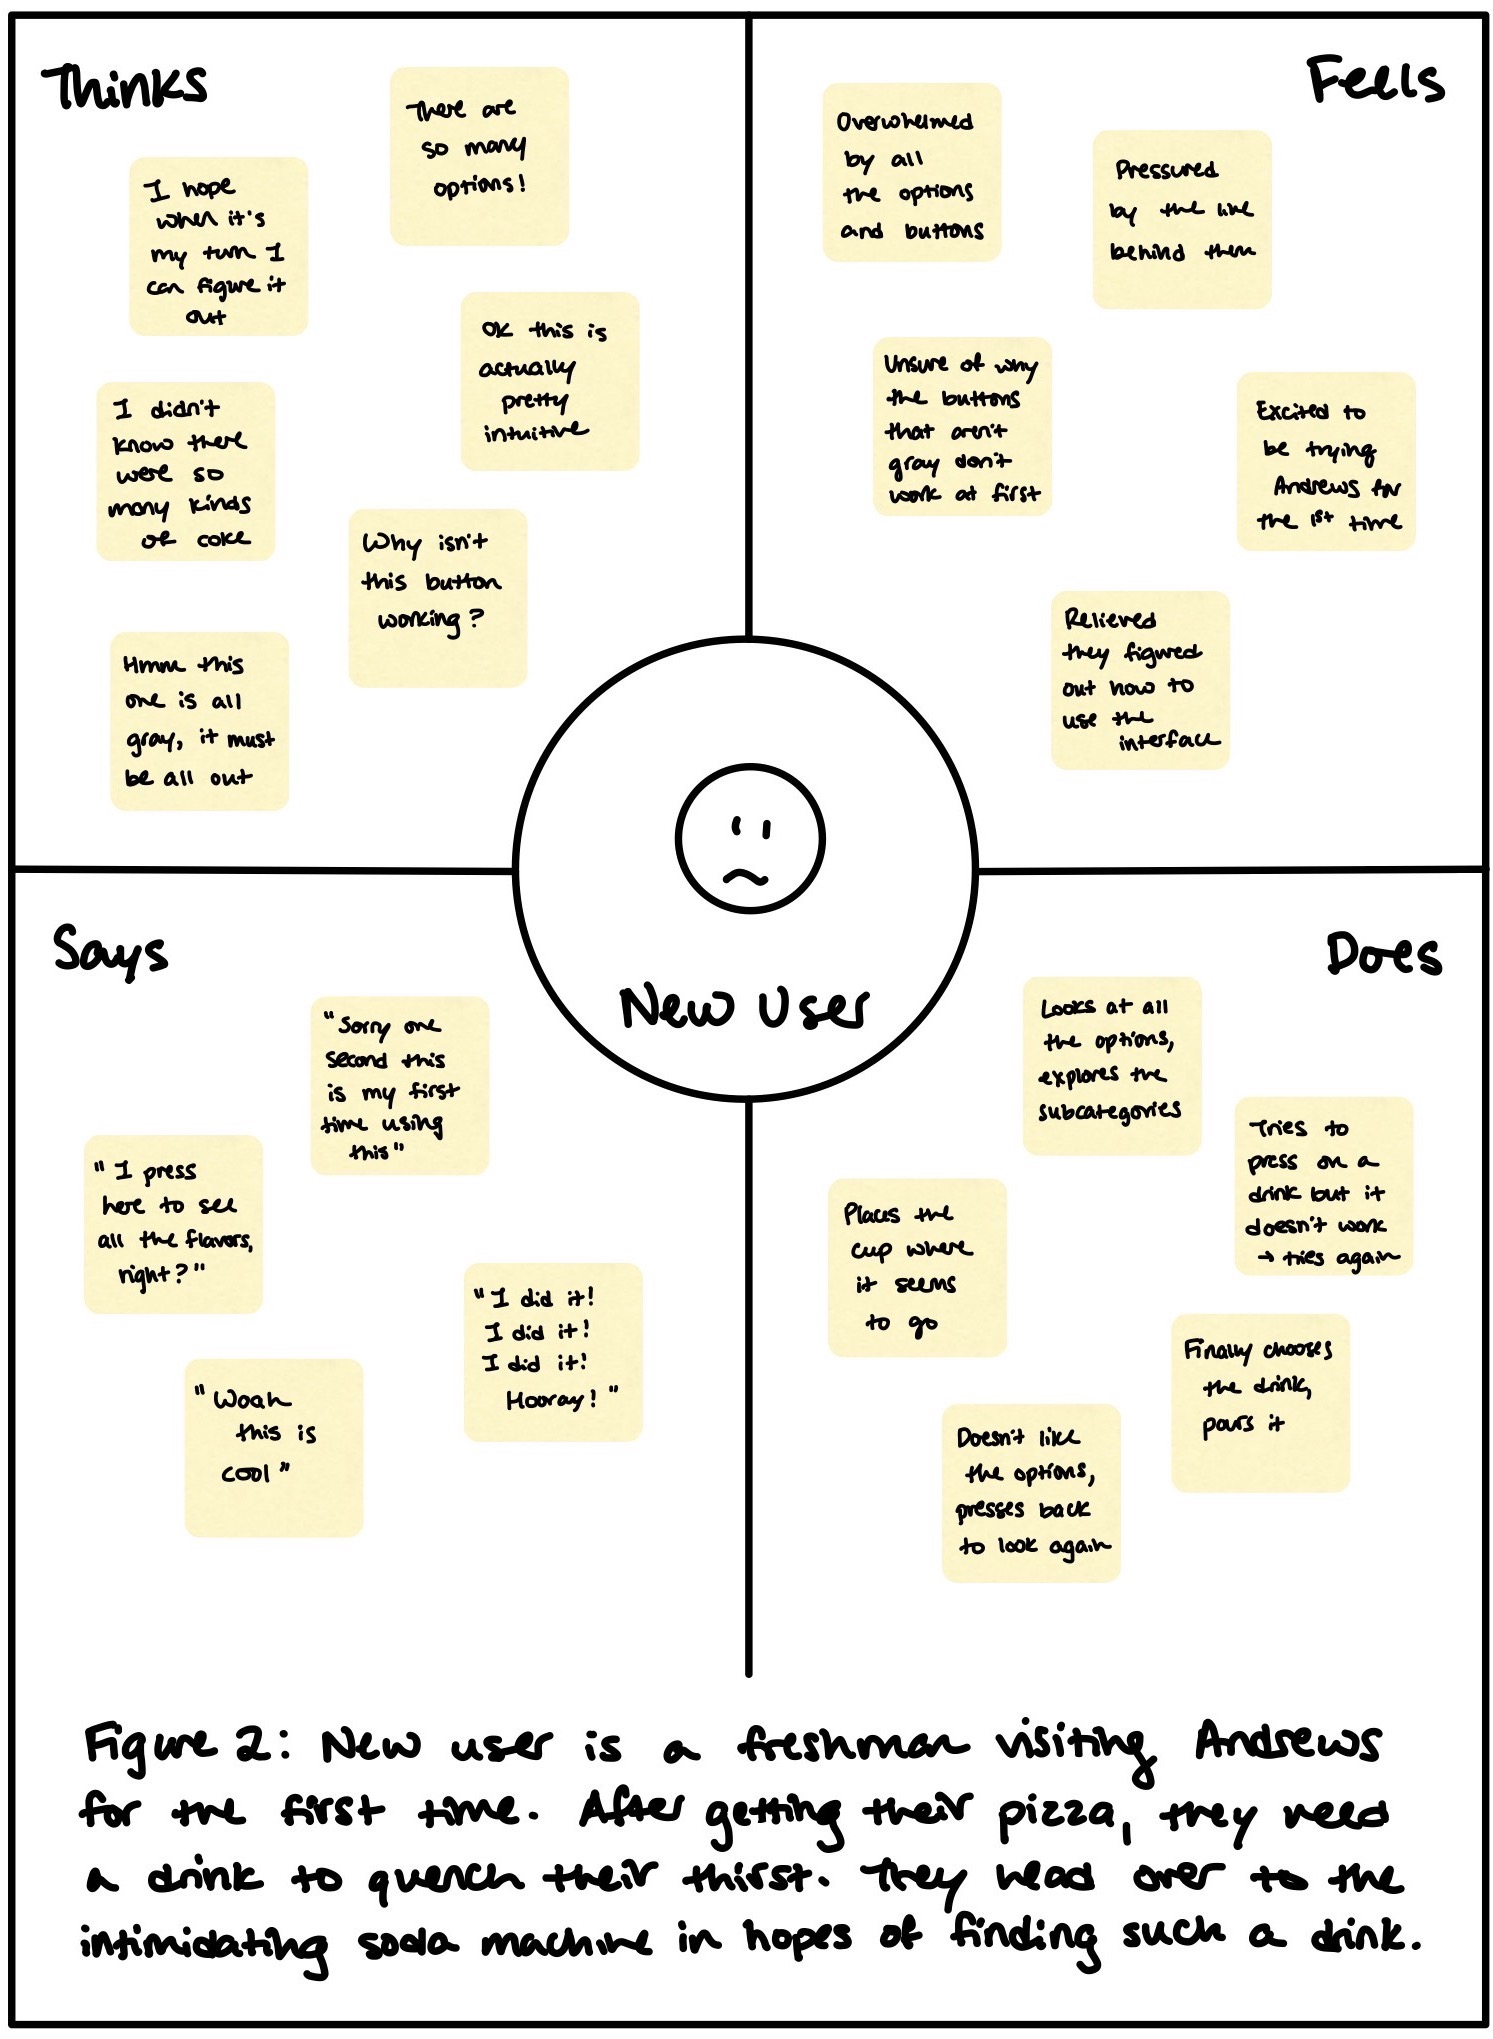 Thinks
There are
so many
options!
I hope
when it's
my turn I
can figure it
out
OK this is
actually
pretty
intuitive
I didn't
know there
were so
many kinds
of coke
Why isn't
this button
working?
Hmm this
one is all
gray, it must
be all out
Feels
Overwhelmed
by all
the options
and buttons
Pressured
by the line
behind them
Unsure of why
the buttons
that aren't
gray don't
work at first
Excited to
be trying
Andrews for
the 1st time
Relieved
they figured
out how to
use the
interface
New User
Says
"Sorry one
second this
is my first
time using
this"
"I press
here to see
all the flavors,
right?"
"I did it!
I did it!
I did it!
Hooray!"
"Woah
this is
cool"
Does
Looks at all
the options,
explores the
subcategories
Tries to
press on a
drink but it
doesn't work
→ tries again
Places the
cup where
it seems
to go
Finally chooses
the drink,
pours it
Doesn't like
the options,
presses back
to look again
Figure 2: New user is a freshman visiting Andrews
for the first time. After getting their pizza, they need
a drink to quench their thirst. They head over to the
intimidating soda machine in hopes of finding such a drink.